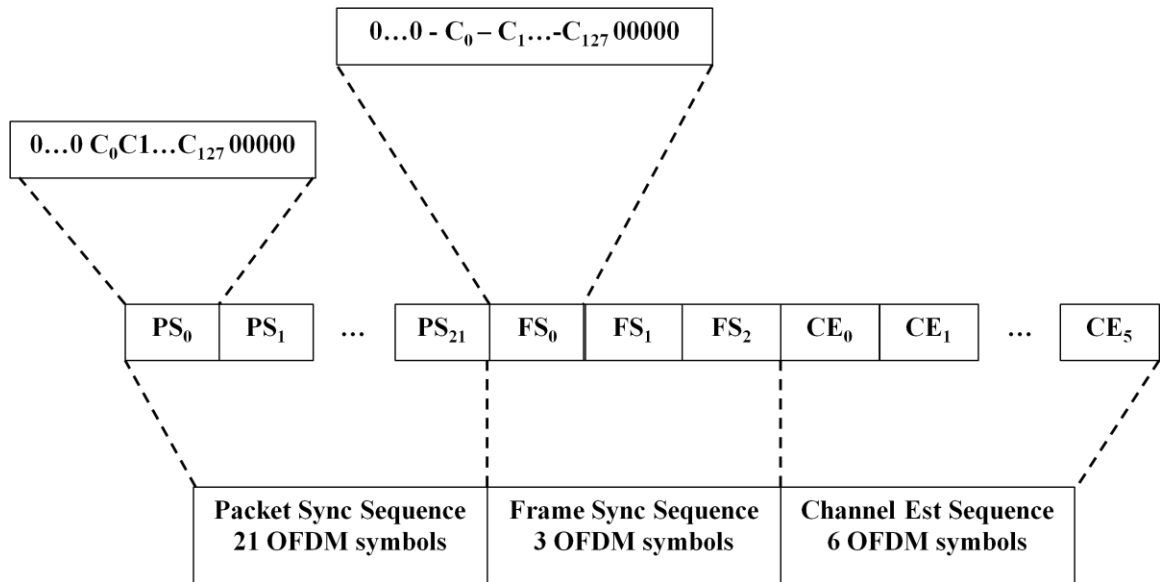 0…0 - C₀ – C₁…-C₁₂₇ 00000
0…0 C₀C1…C₁₂₇ 00000
PS₀ PS₁ … PS₂₁ FS₀ FS₁ FS₂ CE₀ CE₁ … CE₅
Packet Sync Sequence
21 OFDM symbols
Frame Sync Sequence
3 OFDM symbols
Channel Est Sequence
6 OFDM symbols